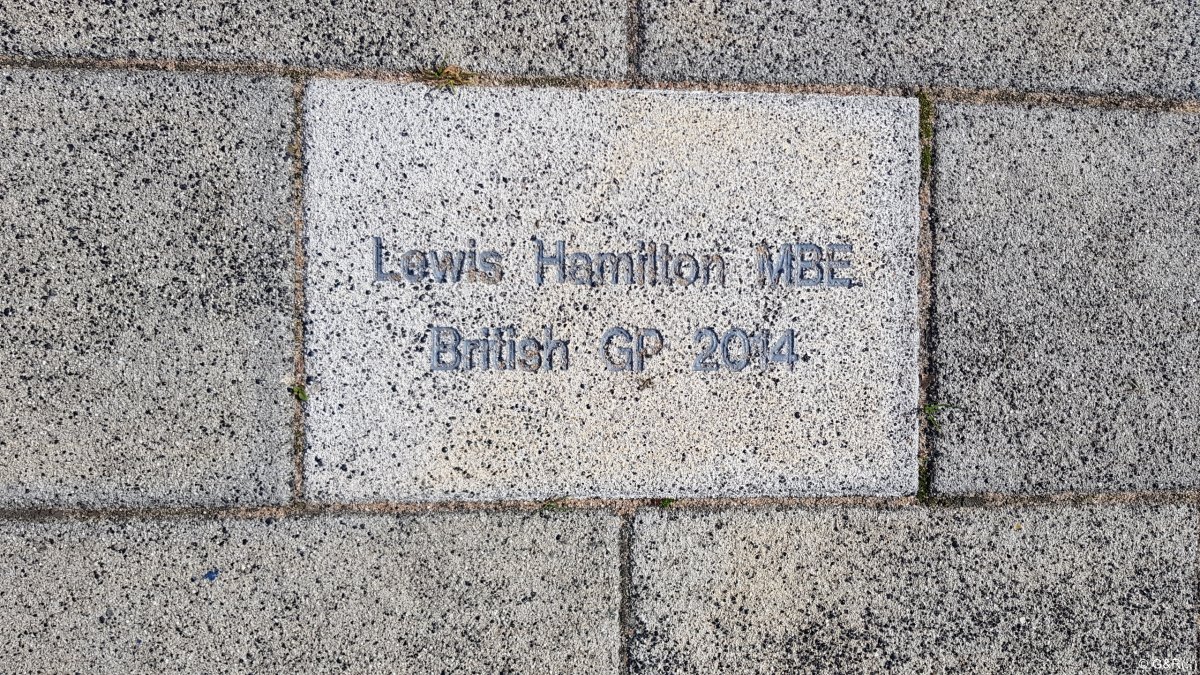 Lewis Hamilton MBE
British GP 2014